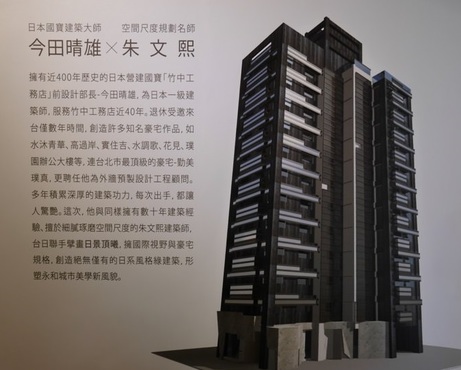 日本國寶建築大師 空間尺度規劃名師
今田晴雄×朱文熙
擁有近400年歷史的日本營建國寶「竹中工
務店」前設計部長-今田晴雄，為日本一級建
築師，服務竹中工務店近40年。退休受邀來
台僅數年時間，創造許多知名豪宅作品，如
水沐青華、高過岸、實住吉、水調歌、花見、璞
園辦公大樓等，連台北市最頂級的豪宅-勤美
璞真，更聘任他為外牆預製設計工程顧問。
多年積累深厚的建築功力，每次出手，都讓
人驚艷。這次，他與同樣擁有數十年建築經
驗、擅於細膩琢磨空間尺度的朱文熙建築師，
台日聯手擘畫日景頂曦，擁國際視野與豪宅
規格，創造絕無僅有的日系風格綠建築，形
塑永和城市美學新風貌。